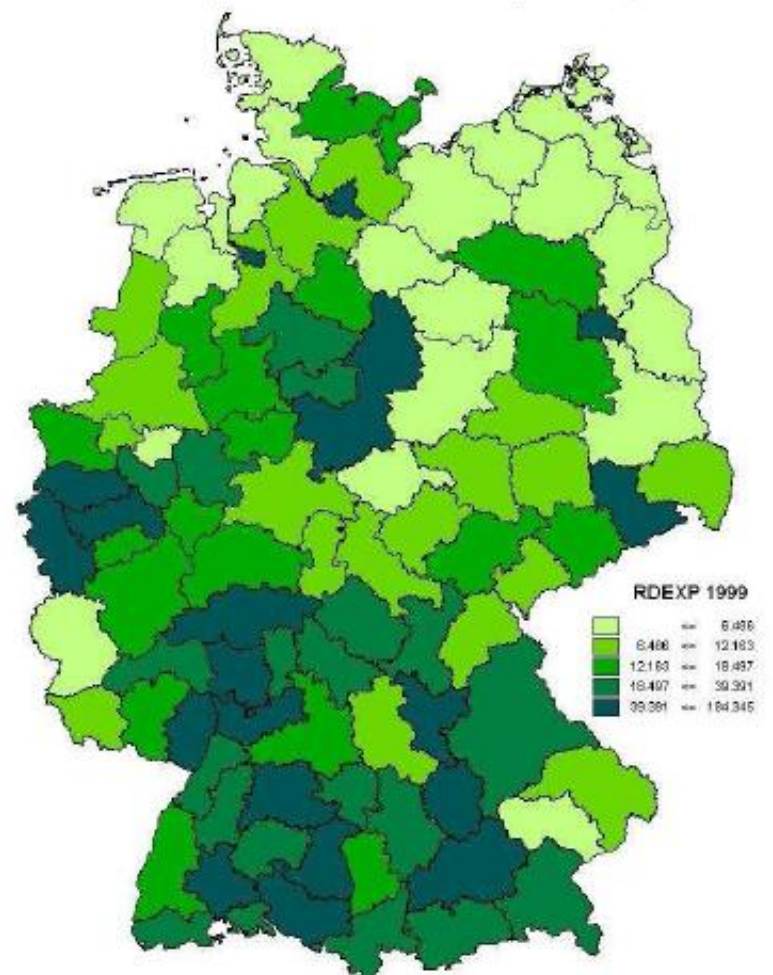 RDEXP 1999
<= 6.486
6.486 <= 12.163
12.163 <= 18.497
18.497 <= 39.391
39.391 <= 184.345